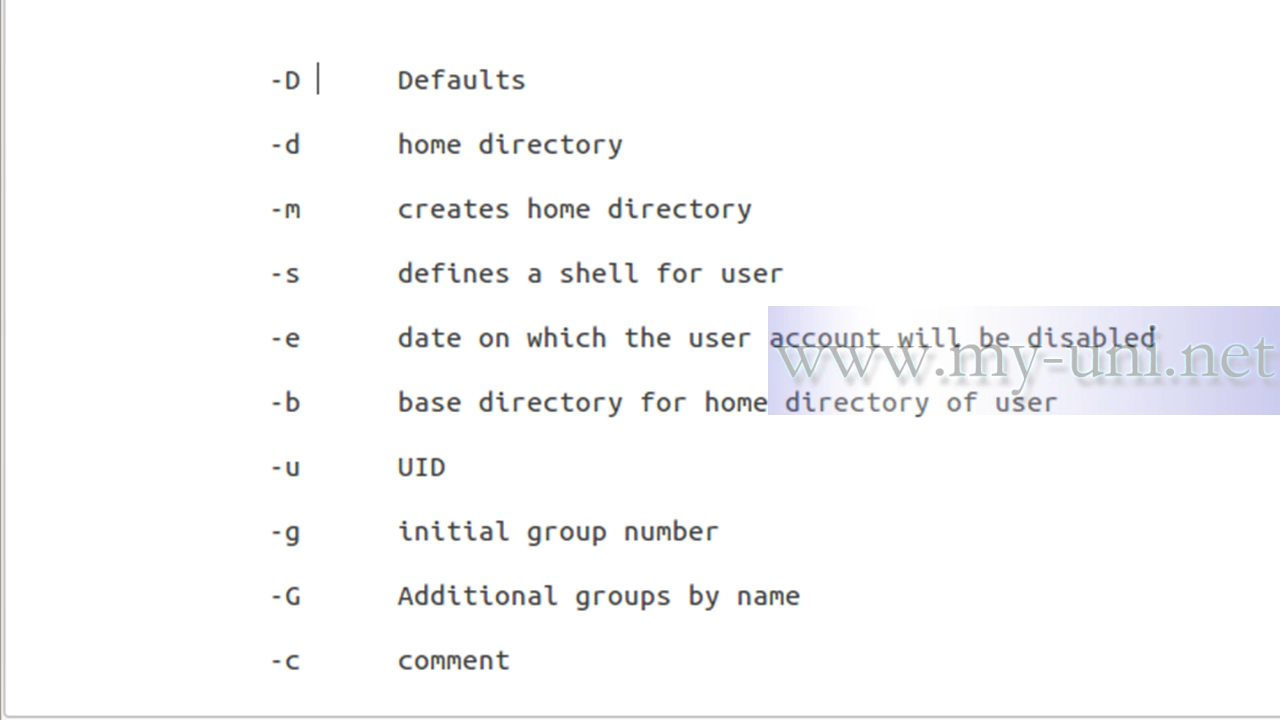 -D Defaults
-d home directory
-m creates home directory
-s defines a shell for user
-e date on which the user account will be disabled
www.my-uni.net
-b base directory for home directory of user
-u UID
-g initial group number
-G Additional groups by name
-c comment